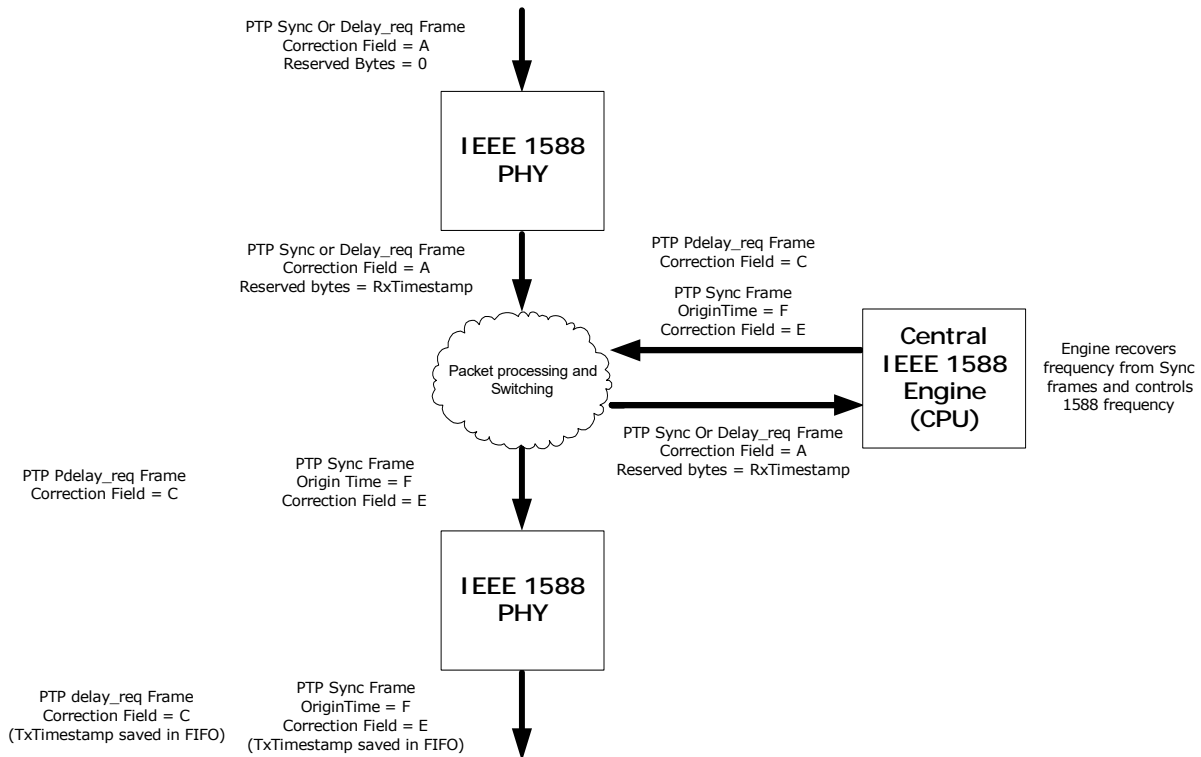 PTP Sync Or Delay_req Frame
Correction Field = A
Reserved Bytes = 0
IEEE 1588
PHY
PTP Sync or Delay_req Frame
Correction Field = A
Reserved bytes = RxTimestamp
PTP Pdelay_req Frame
Correction Field = C
PTP Sync Frame
OriginTime = F
Correction Field = E
Packet processing and
Switching
Central
IEEE 1588
Engine
(CPU)
Engine recovers
frequency from Sync
frames and controls
1588 frequency
PTP Sync Or Delay_req Frame
Correction Field = A
Reserved bytes = RxTimestamp
PTP Pdelay_req Frame
Correction Field = C
PTP Sync Frame
Origin Time = F
Correction Field = E
IEEE 1588
PHY
PTP delay_req Frame
Correction Field = C
(TxTimestamp saved in FIFO)
PTP Sync Frame
OriginTime = F
Correction Field = E
(TxTimestamp saved in FIFO)